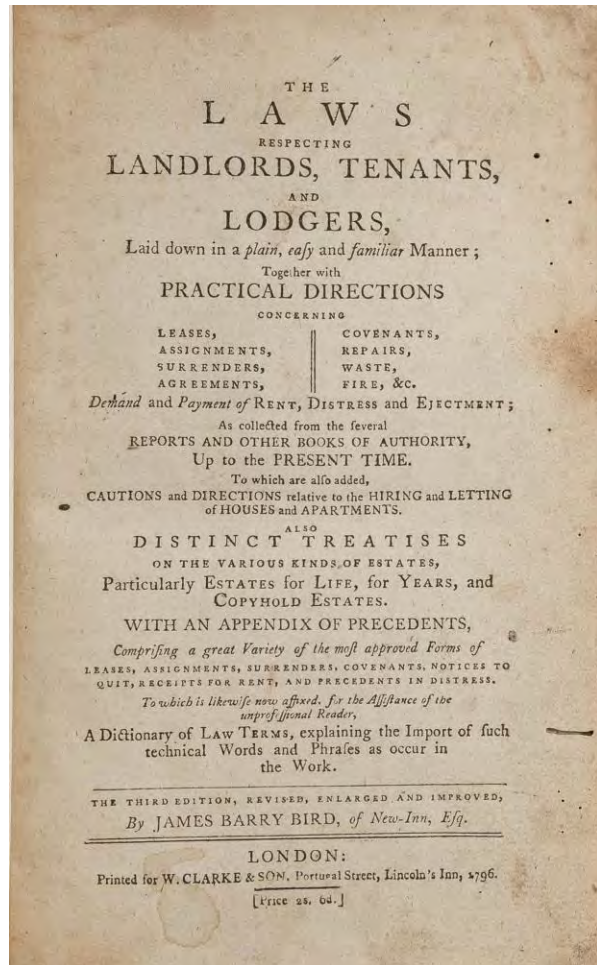 THE
LAWS
RESPECTING
LANDLORDS, TENANTS,
AND
LODGERS,
Laid down in a plain, eaſy and familiar Manner;
Together with
PRACTICAL DIRECTIONS
CONCERNING
LEASES, COVENANTS,
ASSIGNMENTS, REPAIRS,
SURRENDERS, WASTE,
AGREEMENTS, FIRE, &c.
Demand and Payment of RENT, DISTRESS and EJECTMENT;
As collected from the ſeveral
REPORTS AND OTHER BOOKS OF AUTHORITY,
Up to the PRESENT TIME.
To which are alſo added,
CAUTIONS and DIRECTIONS relative to the HIRING and LETTING
of HOUSES and APARTMENTS.
ALSO
DISTINCT TREATISES
ON THE VARIOUS KINDS OF ESTATES,
Particularly ESTATES for LIFE, for YEARS, and
COPYHOLD ESTATES.
WITH AN APPENDIX OF PRECEDENTS,
Compriſing a great Variety of the moſt approved Forms of
LEASES, ASSIGNMENTS, SURRENDERS, COVENANTS, NOTICES TO
QUIT, RECEIPTS FOR RENT, AND PRECEDENTS IN DISTRESS.
To which is likewiſe now affixed, for the Aſſiſtance of the
unprofeſſional Reader,
A Dictionary of LAW TERMS, explaining the Import of ſuch
technical Words and Phraſes as occur in
the Work.
THE THIRD EDITION, REVISED, ENLARGED AND IMPROVED,
By JAMES BARRY BIRD, of New-Inn, Eſq.
LONDON:
Printed for W. CLARKE & SON, Portugal Street, Lincoln's Inn, 1796.
[Price 2s. 6d.]